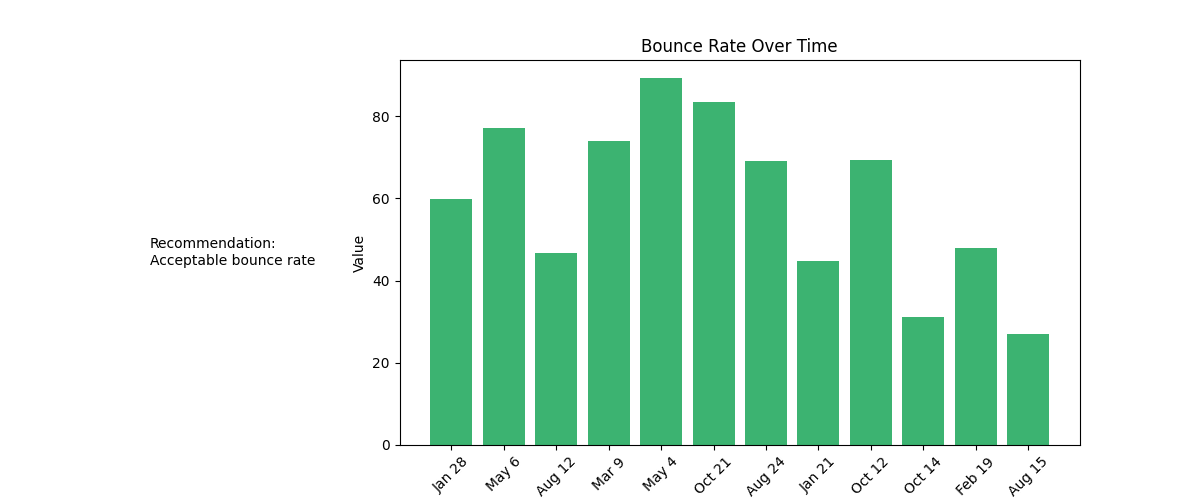 Bounce Rate Over Time
Recommendation:
Acceptable bounce rate
Value
80
60
40
20
0
Jan 28
May 6
Aug 12
Mar 9
May 4
Oct 21
Aug 24
Jan 21
Oct 12
Oct 14
Feb 19
Aug 15